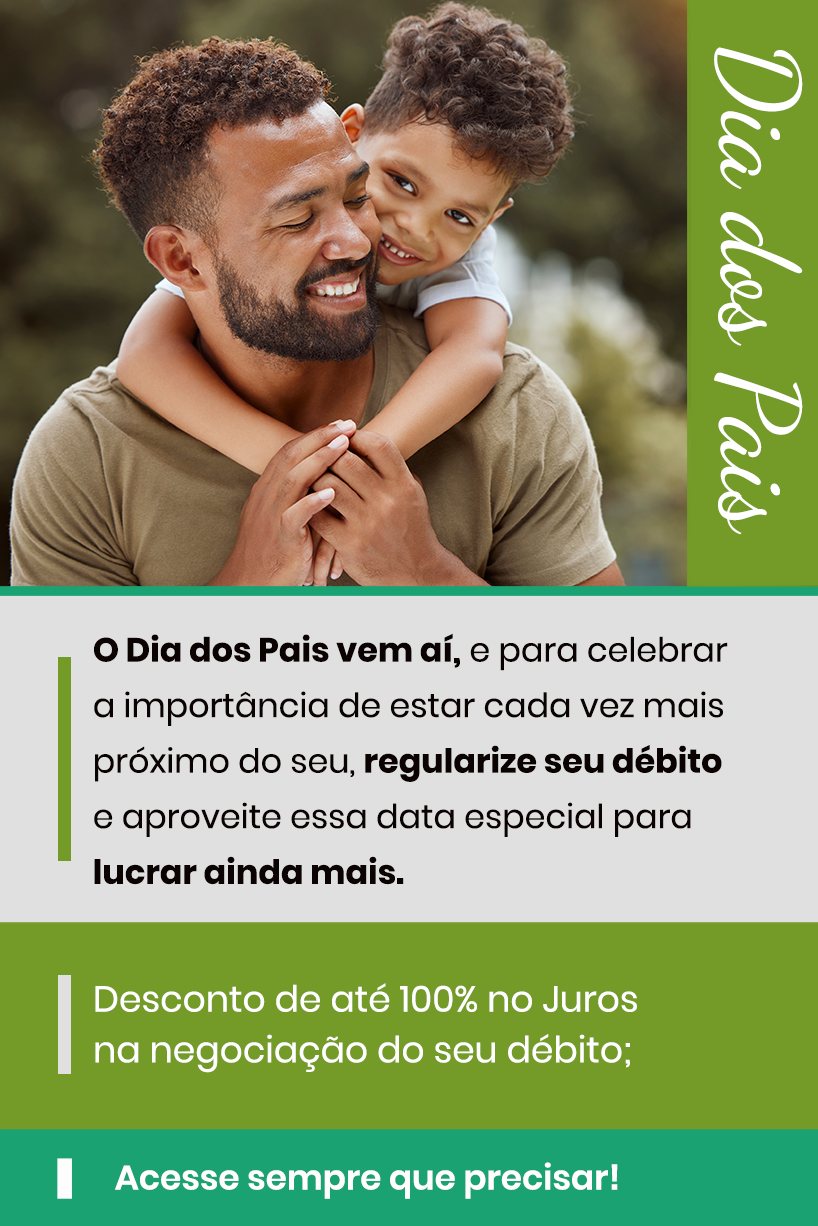 Dia dos Pais
O Dia dos Pais vem aí, e para celebrar
a importância de estar cada vez mais
próximo do seu, regularize seu débito
e aproveite essa data especial para
lucrar ainda mais.
Desconto de até 100% no Juros
na negociação do seu débito;
Acesse sempre que precisar!